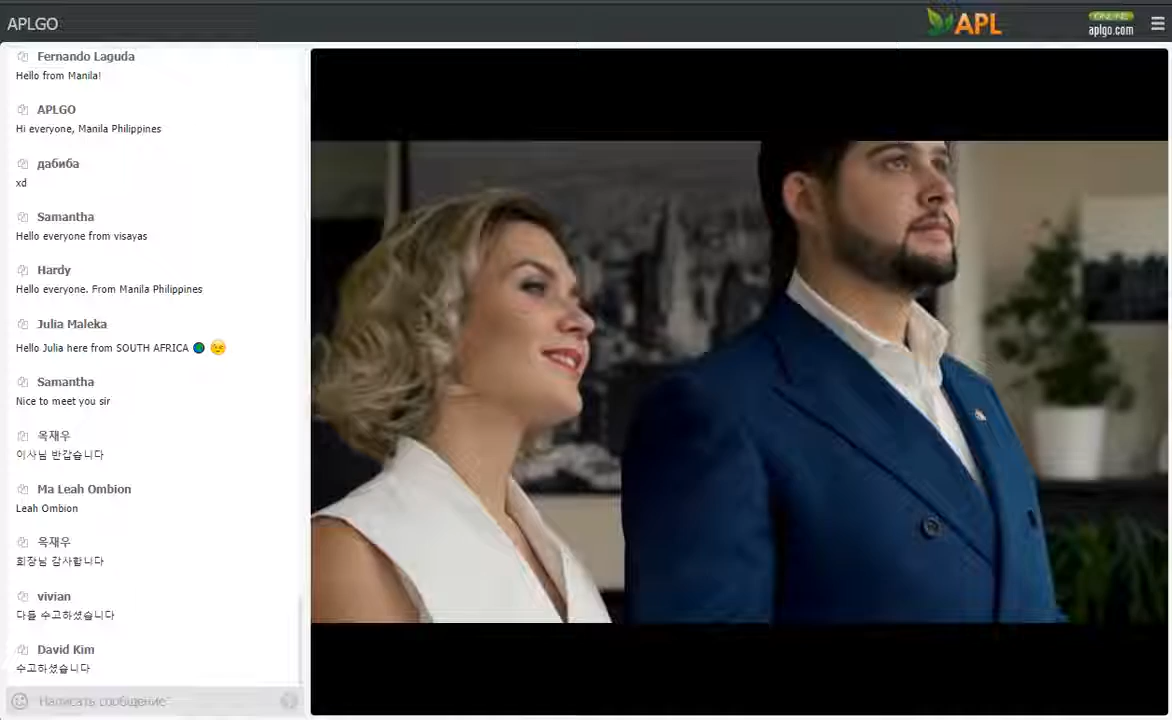 APLGO
APL
ONLINE
aplgo.com
Fernando Laguda
Hello from Manila!
APLGO
Hi everyone, Manila Philippines
дабиба
xd
Samantha
Hello everyone from visayas
Hardy
Hello everyone. From Manila Philippines
Julia Maleka
Hello Julia here from SOUTH AFRICA
Samantha
Nice to meet you sir
옥재우
이사님 반갑습니다
Ma Leah Ombion
Leah Ombion
옥재우
회장님 감사합니다
vivian
다들 수고하셨습니다
David Kim
수고하셨습니다
Написать сообщение